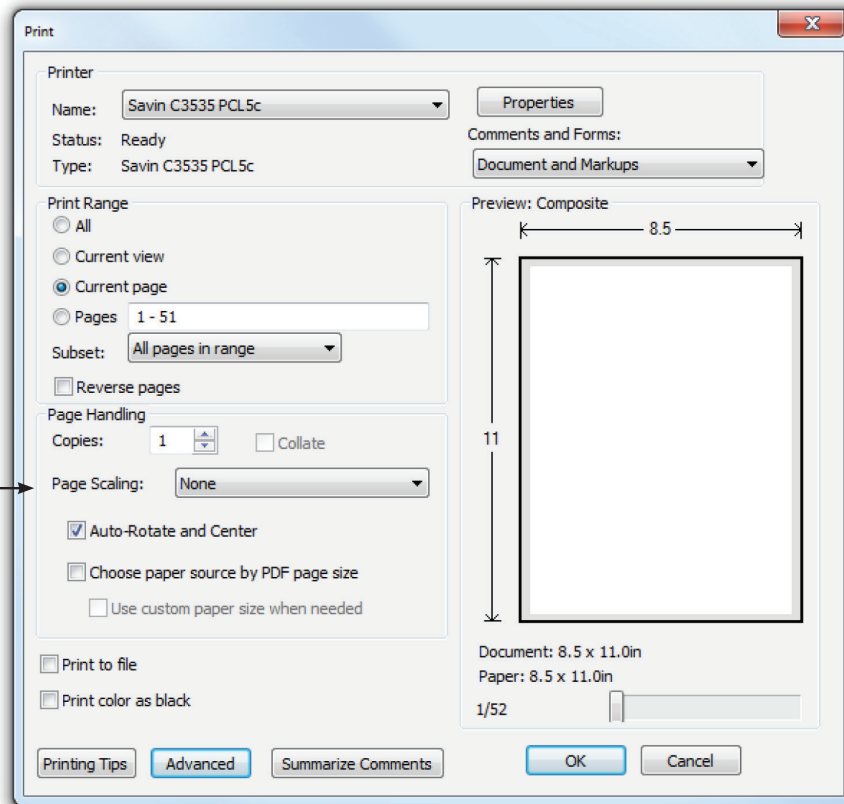 Print
Printer
Name: Savin C3535 PCL5c
Properties
Status: Ready
Comments and Forms:
Type: Savin C3535 PCL5c
Document and Markups
Print Range
All
Current view
Current page
Pages 1 - 51
Subset: All pages in range
Reverse pages
Page Handling
Copies: 1 Collate
Page Scaling: None
Auto-Rotate and Center
Choose paper source by PDF page size
Use custom paper size when needed
Print to file
Print color as black
Preview: Composite
8.5
11
Document: 8.5 x 11.0in
Paper: 8.5 x 11.0in
1/52
Printing Tips Advanced Summarize Comments OK Cancel